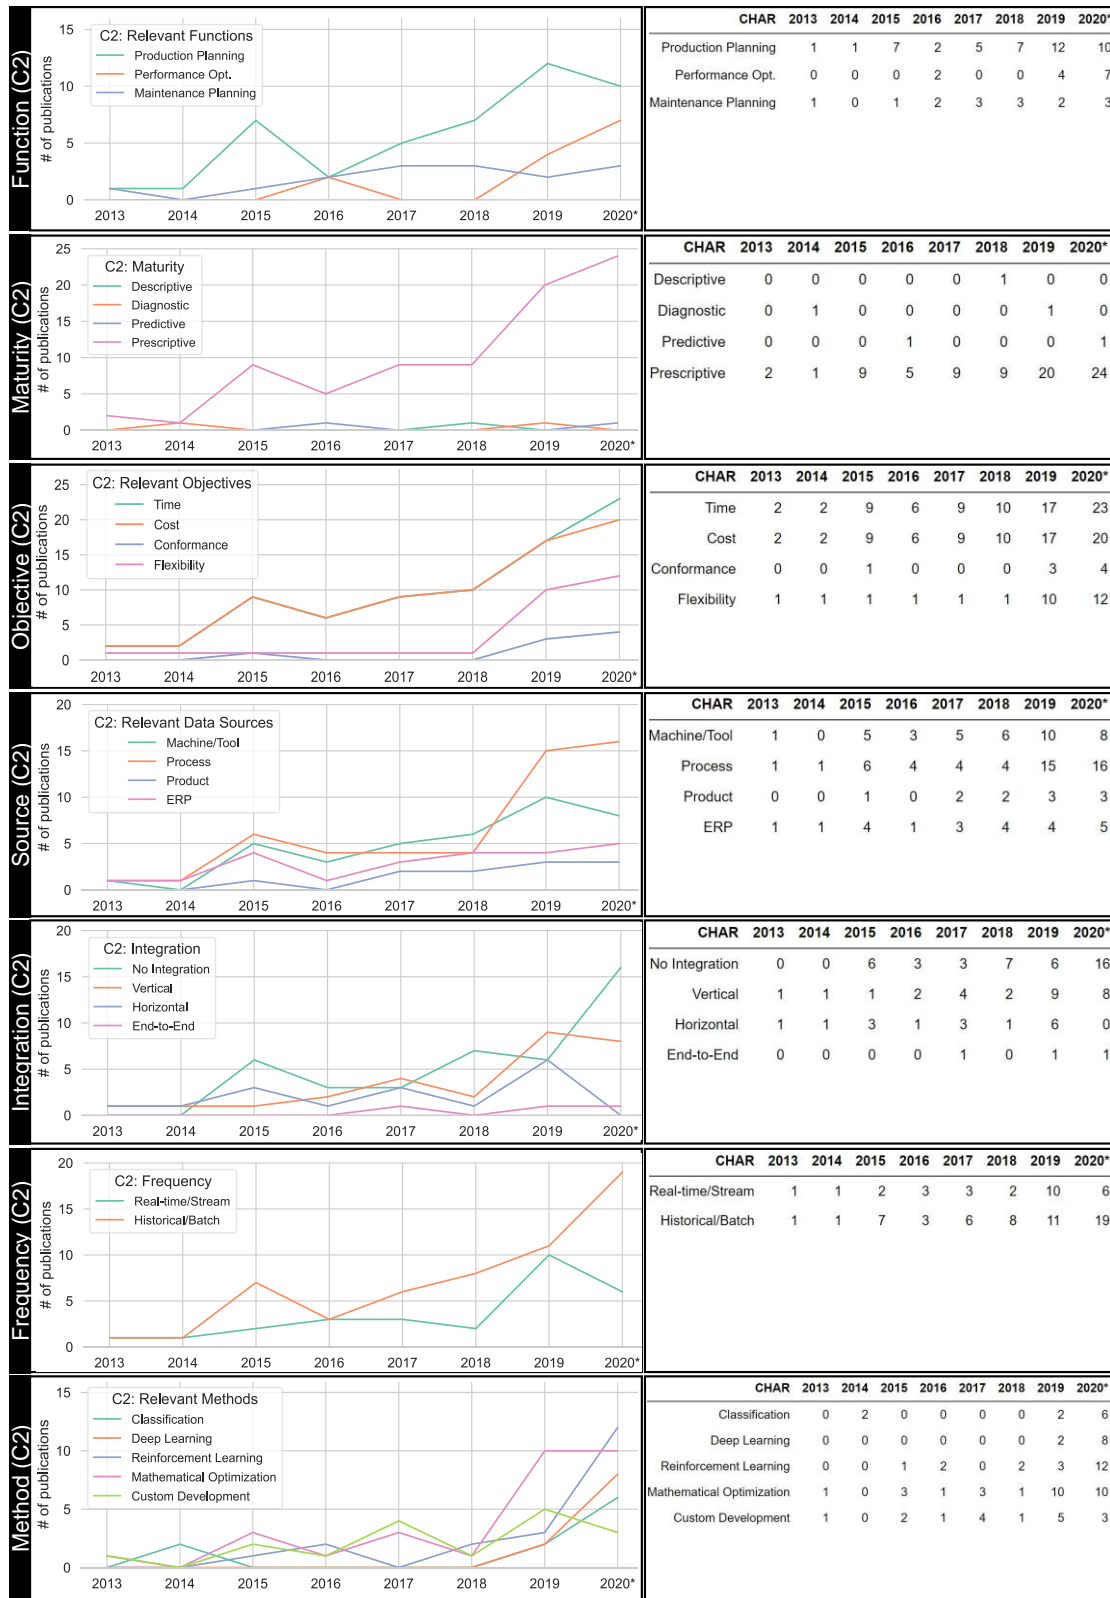 Function (C2)
# of publications
C2: Relevant Functions
Production Planning
Performance Opt.
Maintenance Planning
15
10
5
0
2013 2014 2015 2016 2017 2018 2019 2020*
CHAR 2013 2014 2015 2016 2017 2018 2019 2020*
Production Planning 1 1 7 2 5 7 12 10
Performance Opt. 0 0 0 2 0 0 4 7
Maintenance Planning 1 0 1 2 3 3 2 3
Maturity (C2)
# of publications
C2: Maturity
Descriptive
Diagnostic
Predictive
Prescriptive
25
20
15
10
5
0
2013 2014 2015 2016 2017 2018 2019 2020*
CHAR 2013 2014 2015 2016 2017 2018 2019 2020*
Descriptive 0 0 0 0 0 1 0 0
Diagnostic 0 1 0 0 0 0 1 0
Predictive 0 0 0 1 0 0 0 1
Prescriptive 2 1 9 5 9 9 20 24
Objective (C2)
# of publications
C2: Relevant Objectives
Time
Cost
Conformance
Flexibility
25
20
15
10
5
0
2013 2014 2015 2016 2017 2018 2019 2020*
CHAR 2013 2014 2015 2016 2017 2018 2019 2020*
Time 2 2 9 6 9 10 17 23
Cost 2 2 9 6 9 10 17 20
Conformance 0 0 1 0 0 0 3 4
Flexibility 1 1 1 1 1 1 10 12
Source (C2)
# of publications
C2: Relevant Data Sources
Machine/Tool
Process
Product
ERP
20
15
10
5
0
2013 2014 2015 2016 2017 2018 2019 2020*
CHAR 2013 2014 2015 2016 2017 2018 2019 2020*
Machine/Tool 1 0 5 3 5 6 10 8
Process 1 1 6 4 4 4 15 16
Product 0 0 1 0 2 2 3 3
ERP 1 1 4 1 3 4 4 5
Integration (C2)
# of publications
C2: Integration
No Integration
Vertical
Horizontal
End-to-End
20
15
10
5
0
2013 2014 2015 2016 2017 2018 2019 2020*
CHAR 2013 2014 2015 2016 2017 2018 2019 2020*
No Integration 0 0 6 3 3 7 6 16
Vertical 1 1 1 2 4 2 9 8
Horizontal 1 1 3 1 3 1 6 0
End-to-End 0 0 0 0 1 0 1 1
Frequency (C2)
# of publications
C2: Frequency
Real-time/Stream
Historical/Batch
20
15
10
5
0
2013 2014 2015 2016 2017 2018 2019 2020*
CHAR 2013 2014 2015 2016 2017 2018 2019 2020*
Real-time/Stream 1 1 2 3 3 2 10 6
Historical/Batch 1 1 7 3 6 8 11 19
Method (C2)
# of publications
C2: Relevant Methods
Classification
Deep Learning
Reinforcement Learning
Mathematical Optimization
Custom Development
15
10
5
0
2013 2014 2015 2016 2017 2018 2019 2020*
CHAR 2013 2014 2015 2016 2017 2018 2019 2020*
Classification 0 2 0 0 0 0 2 6
Deep Learning 0 0 0 0 0 0 2 8
Reinforcement Learning 0 0 1 2 0 2 3 12
Mathematical Optimization 1 0 3 1 3 1 10 10
Custom Development 1 0 2 1 4 1 5 3